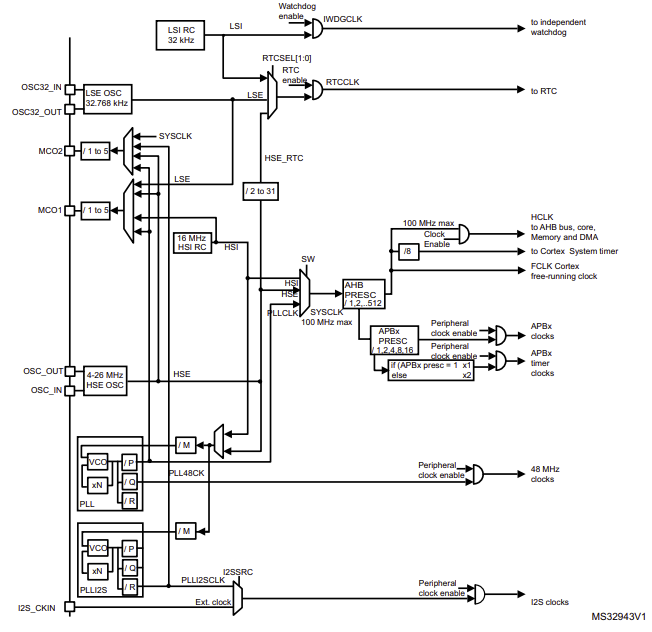 Watchdog
enable
IWDGCLK
to independent
watchdog
LSI RC
32 kHz
LSI
RTCSEL[1:0]
RTC
enable
RTCCLK
to RTC
OSC32_IN
LSE OSC
32.768 kHz
LSE
OSC32_OUT
SYSCLK
MCO2
/ 1 to 5
HSE_RTC
LSE
/ 2 to 31
MCO1
/ 1 to 5
16 MHz
HSI RC
HSI
100 MHz max
Clock
Enable
HCLK
to AHB bus, core,
Memory and DMA
/8
to Cortex System timer
FCLK Cortex
free-running clock
SW
HSI
HSE
PLLCLK
SYSCLK
100 MHz max
AHB
PRESC
/ 1,2,..512
APBx
PRESC
/ 1,2,4,8,16
Peripheral
clock enable
APBx
clocks
Peripheral
clock enable
APBx
timer
clocks
if (APBx presc = 1 x1
else x2
OSC_OUT
4-26 MHz
HSE OSC
HSE
OSC_IN
/ M
VCO
/ P
PLL48CK
xN
/ Q
/ R
PLL
Peripheral
clock enable
48 MHz
clocks
/ M
VCO
/ P
xN
/ Q
/ R
PLLI2S
PLLI2SCLK
I2SSRC
Ext. clock
I2S_CKIN
Peripheral
clock enable
I2S clocks
MS32943V1